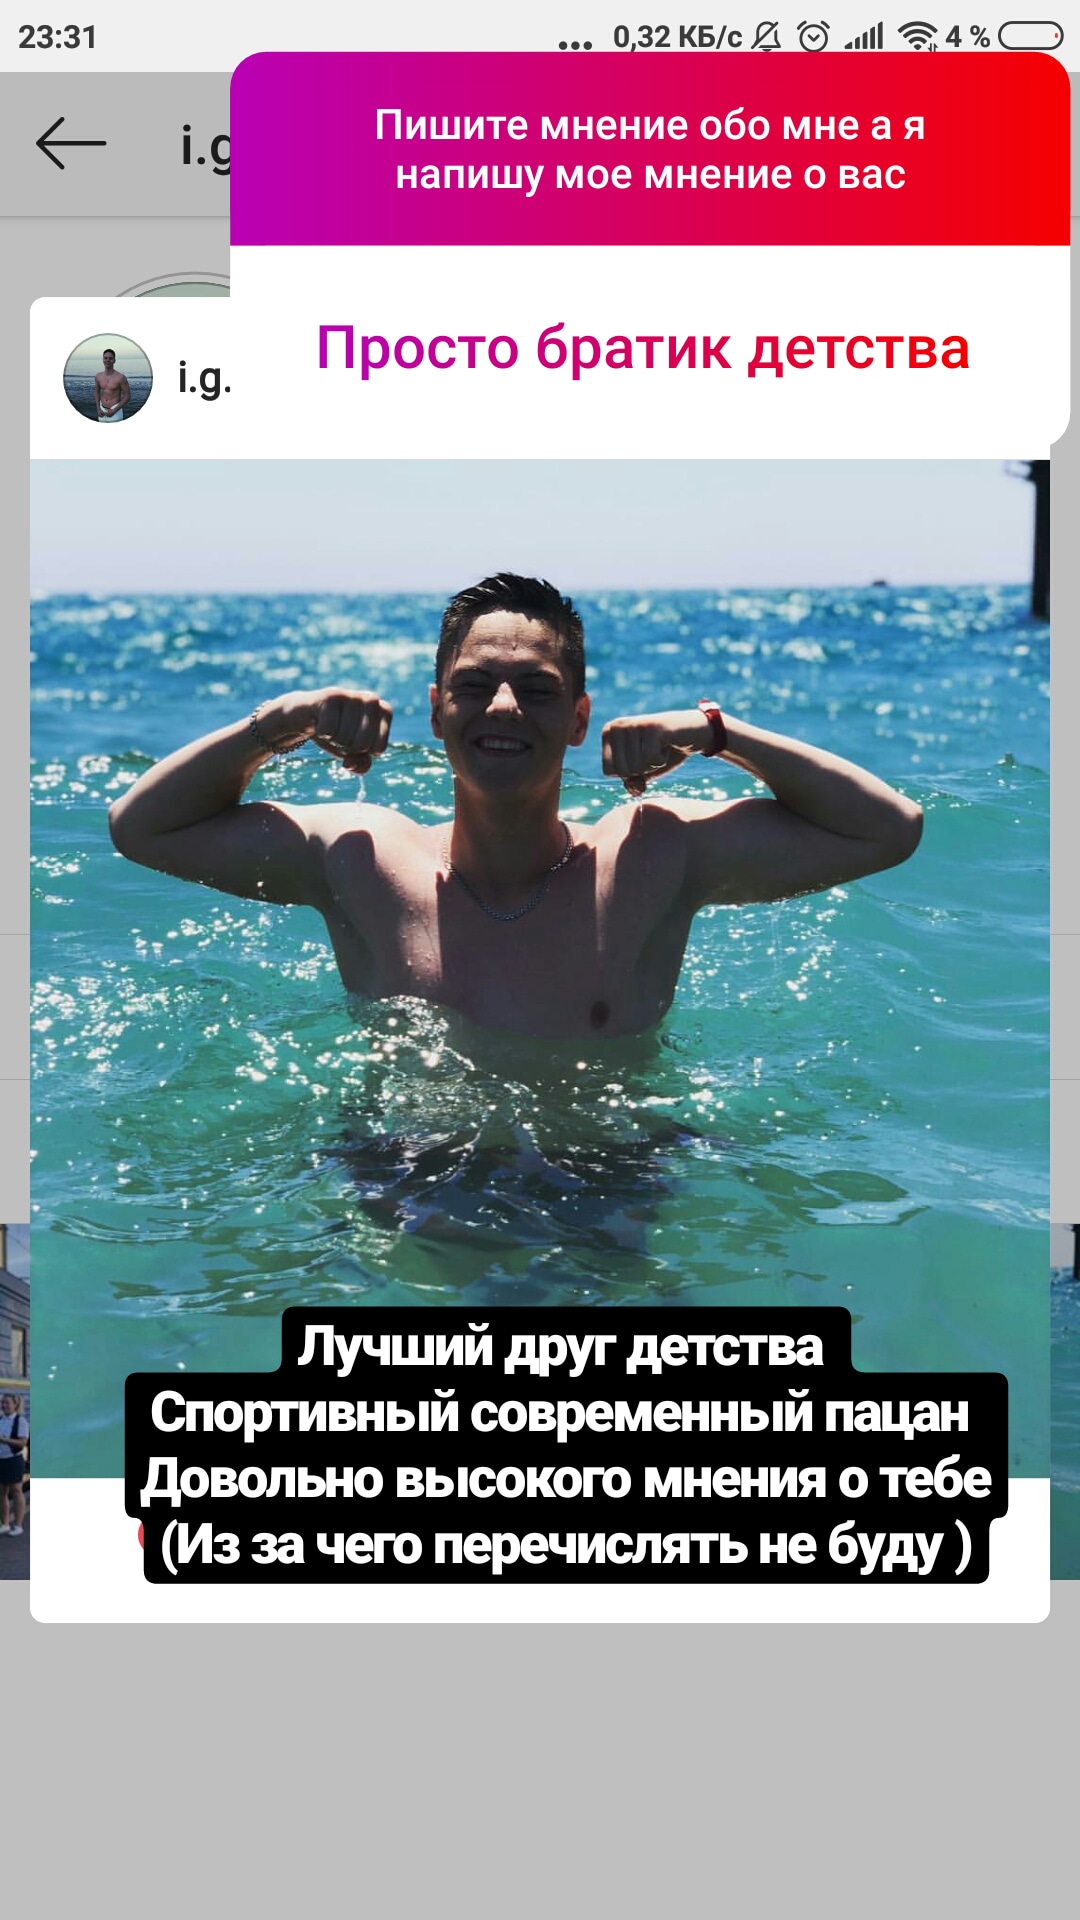 23:31
... 0,32 КБ/с 4 %
Пишите мнение обо мне а я
напишу мое мнение о вас
i.g
Просто братик детства
i.g.
Лучший друг детства
Спортивный современный пацан
Довольно высокого мнения о тебе
(Из за чего перечислять не буду )